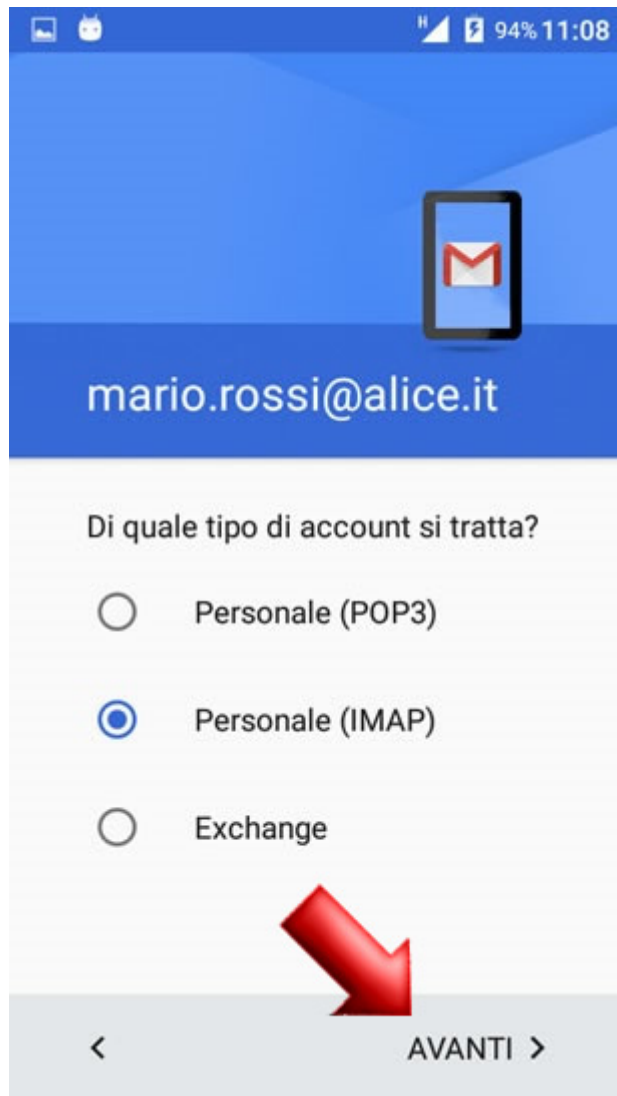 H 94% 11:08
mario.rossi@alice.it
Di quale tipo di account si tratta?
Personale (POP3)
Personale (IMAP)
Exchange
< AVANTI >